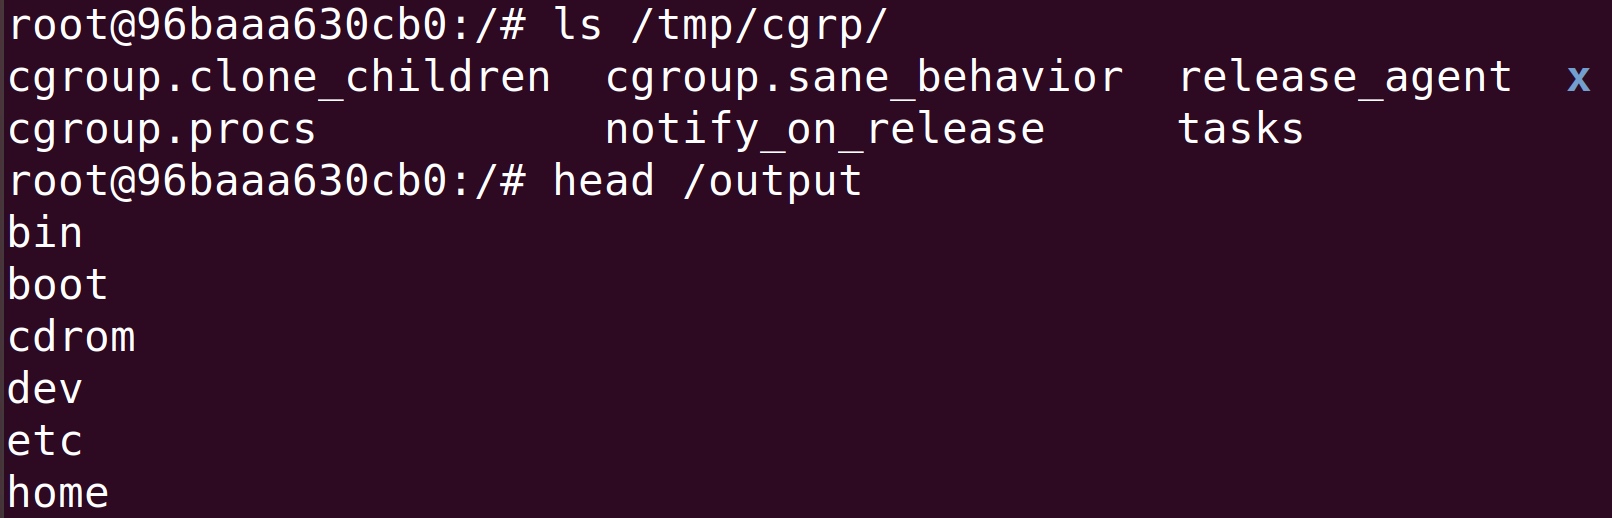 root@96baaa630cb0:/# ls /tmp/cgrp/
cgroup.clone_children  cgroup.sane_behavior  release_agent  x
cgroup.procs           notify_on_release     tasks
root@96baaa630cb0:/# head /output
bin
boot
cdrom
dev
etc
home